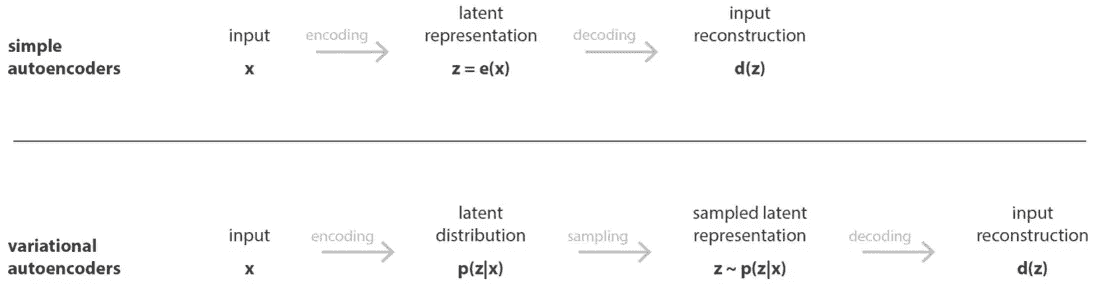 simple
autoencoders
input
x
encoding
latent
representation
z = e(x)
decoding
input
reconstruction
d(z)
variational
autoencoders
input
x
encoding
latent
distribution
p(z|x)
sampling
sampled latent
representation
z ~ p(z|x)
decoding
input
reconstruction
d(z)